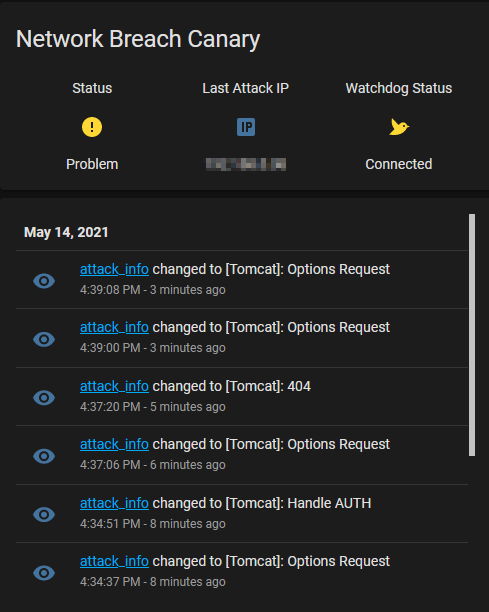 Network Breach Canary
Status
Last Attack IP
Watchdog Status
IP
Problem
Connected
May 14, 2021
attack_info changed to [Tomcat]: Options Request
4:39:08 PM - 3 minutes ago
attack_info changed to [Tomcat]: Options Request
4:39:00 PM - 3 minutes ago
attack_info changed to [Tomcat]: 404
4:37:20 PM - 5 minutes ago
attack_info changed to [Tomcat]: Options Request
4:37:06 PM - 6 minutes ago
attack_info changed to [Tomcat]: Handle AUTH
4:34:51 PM - 8 minutes ago
attack_info changed to [Tomcat]: Options Request
4:34:37 PM - 8 minutes ago